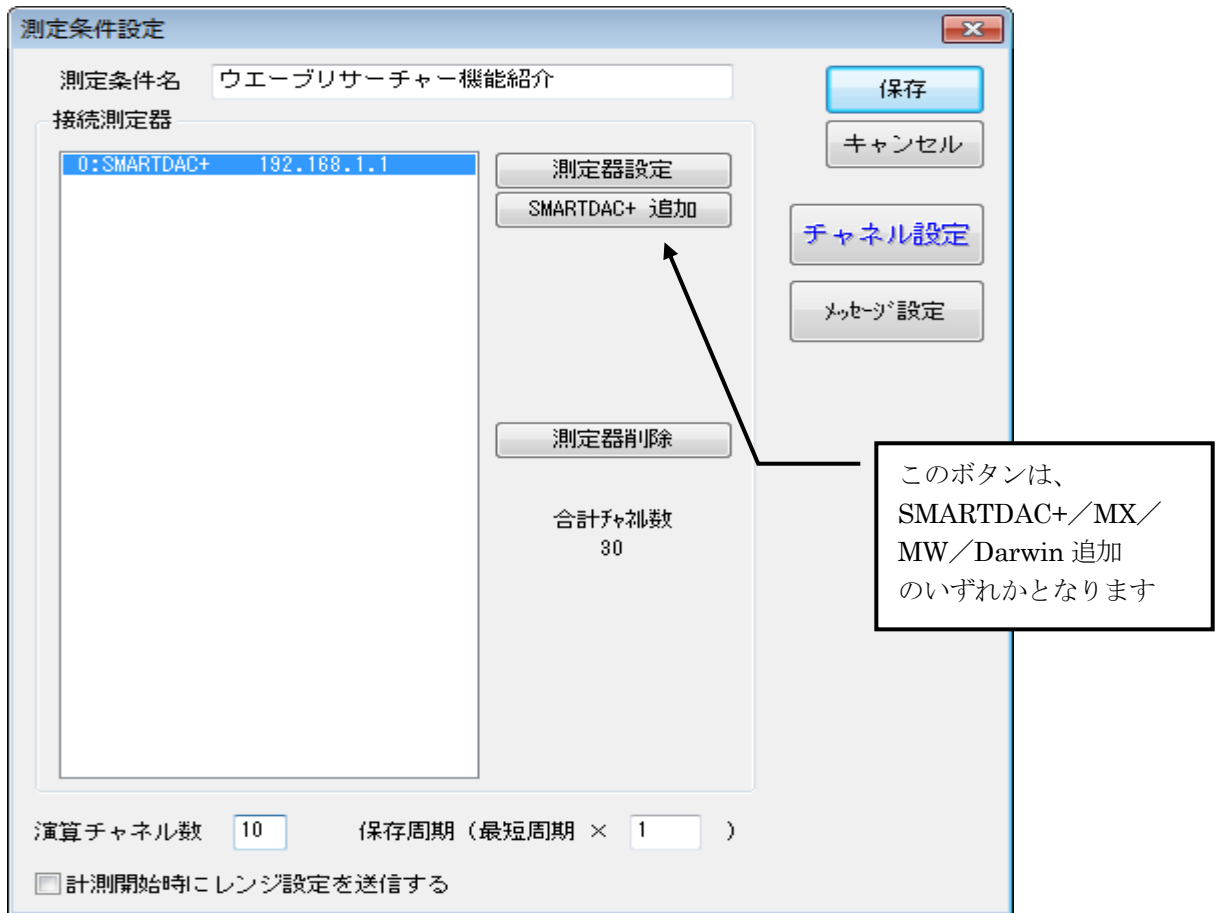 測定条件設定
測定条件名 ウエーブリサーチャー機能紹介
保存
キャンセル
接続測定器
0:SMARTDAC+ 192.168.1.1
測定器設定
SMARTDAC+ 追加
チャネル設定
ﾒｯｾｰｼﾞ設定
測定器削除
合計ﾁｬﾈﾙ数
30
このボタンは、
SMARTDAC+／MX／
MW／Darwin 追加
のいずれかとなります
演算チャネル数 10 保存周期（最短周期 × 1 ）
計測開始時にレンジ設定を送信する